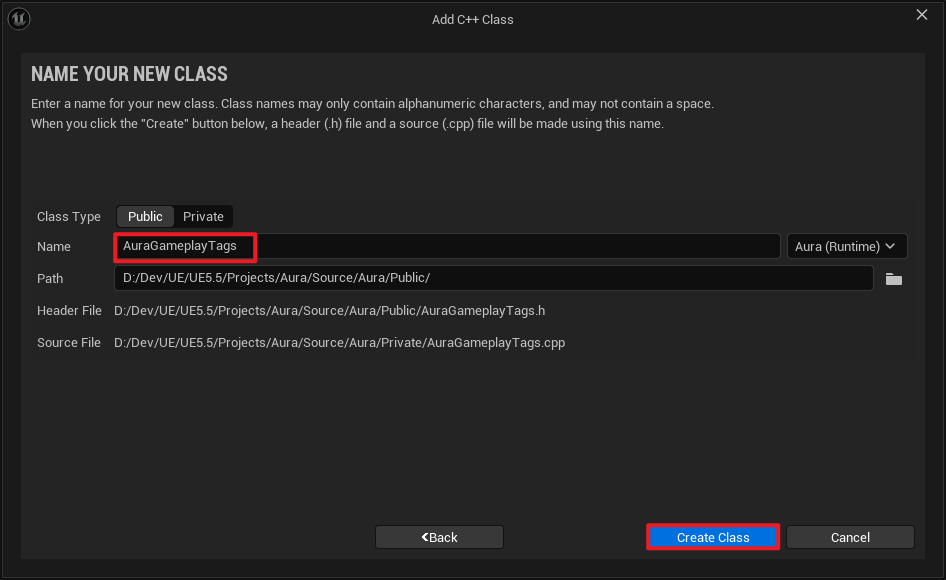 Add C++ Class
NAME YOUR NEW CLASS
Enter a name for your new class. Class names may only contain alphanumeric characters, and may not contain a space.
When you click the "Create" button below, a header (.h) file and a source (.cpp) file will be made using this name.
Class Type Public Private
Name AuraGameplayTags Aura (Runtime)
Path D:/Dev/UE/UE5.5/Projects/Aura/Source/Aura/Public/
Header File D:/Dev/UE/UE5.5/Projects/Aura/Source/Aura/Public/AuraGameplayTags.h
Source File D:/Dev/UE/UE5.5/Projects/Aura/Source/Aura/Private/AuraGameplayTags.cpp
Back Create Class Cancel